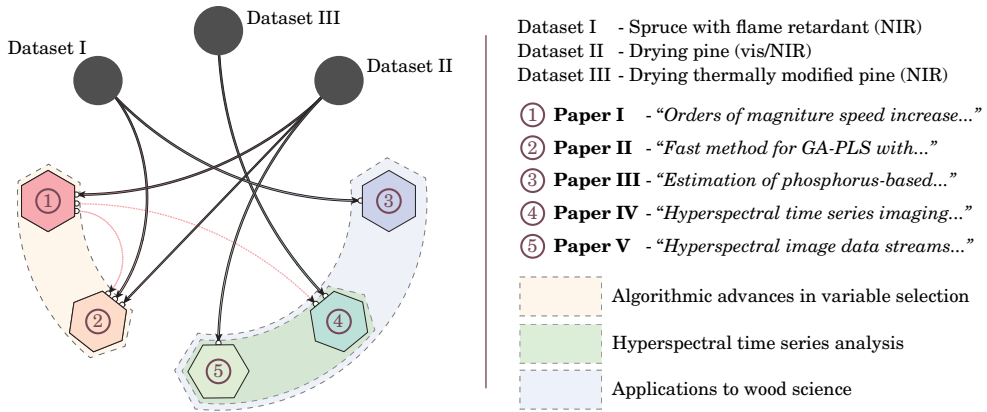 Dataset III
Dataset I
Dataset II
1
2
3
4
5
Dataset I - Spruce with flame retardant (NIR)
Dataset II - Drying pine (vis/NIR)
Dataset III - Drying thermally modified pine (NIR)
1 Paper I - “Orders of magniture speed increase...”
2 Paper II - “Fast method for GA-PLS with...”
3 Paper III - “Estimation of phosphorus-based...”
4 Paper IV - “Hyperspectral time series imaging...”
5 Paper V - “Hyperspectral image data streams...”
Algorithmic advances in variable selection
Hyperspectral time series analysis
Applications to wood science